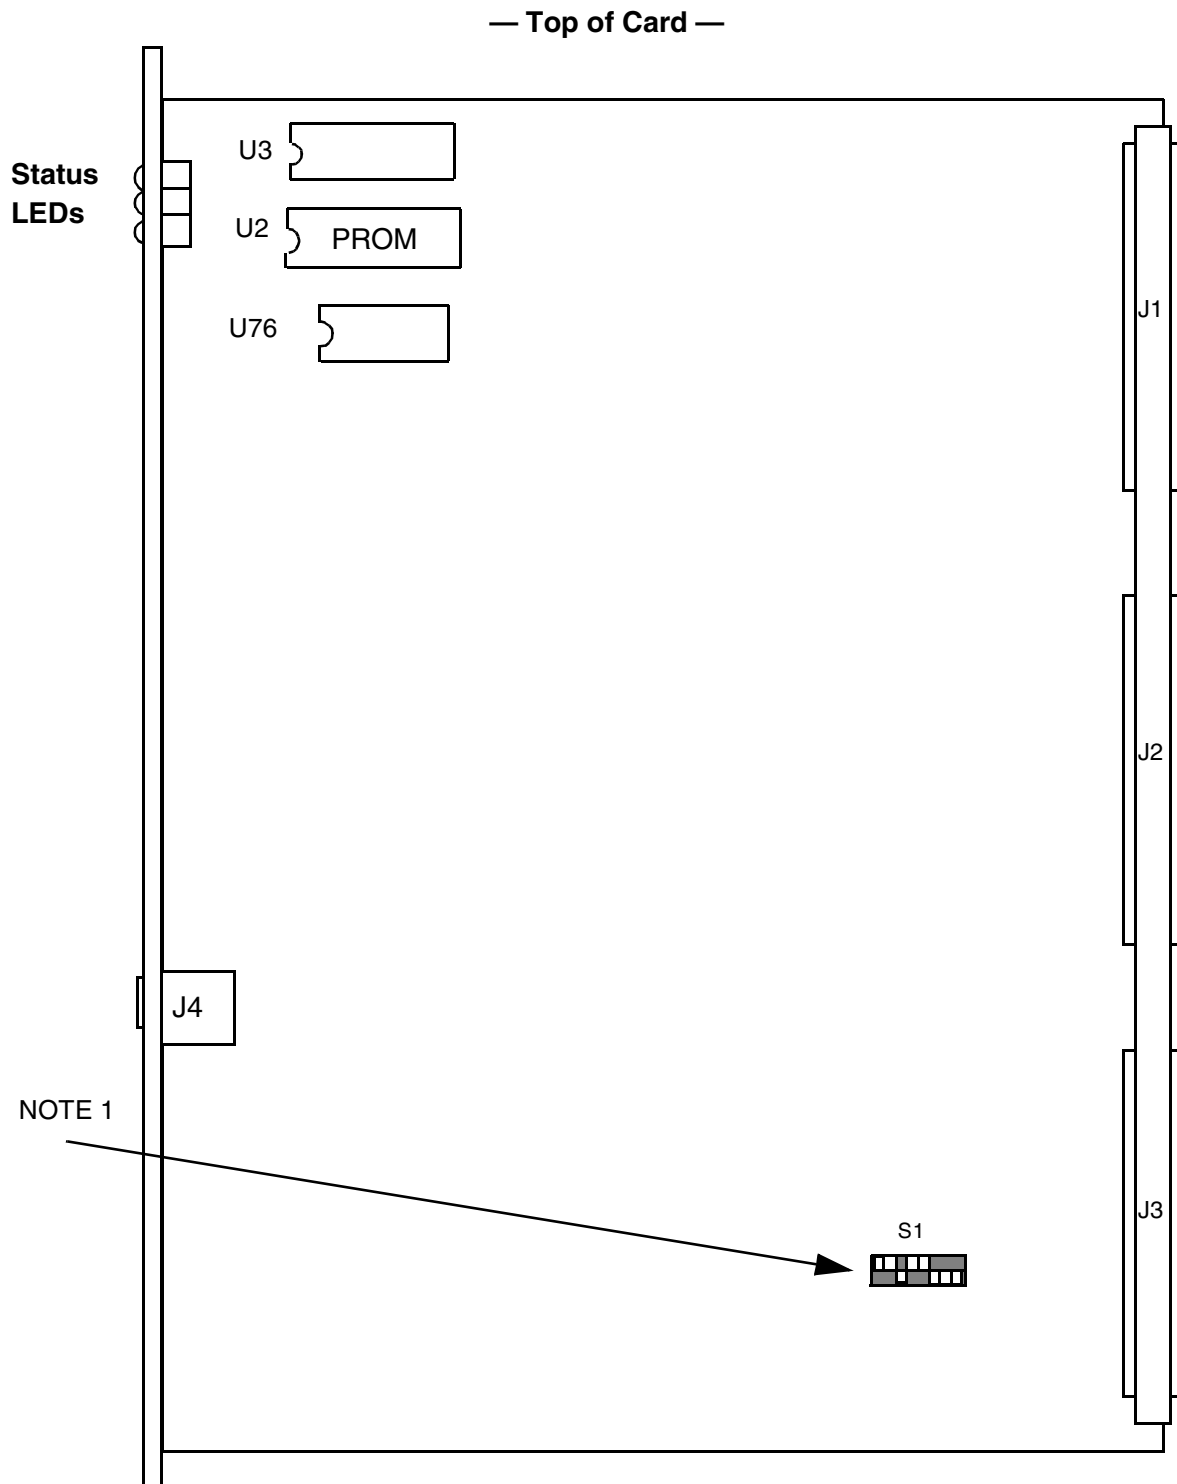 — Top of Card —
U3
Status
LEDs
U2
PROM
U76
J1
J2
J4
NOTE 1
J3
S1